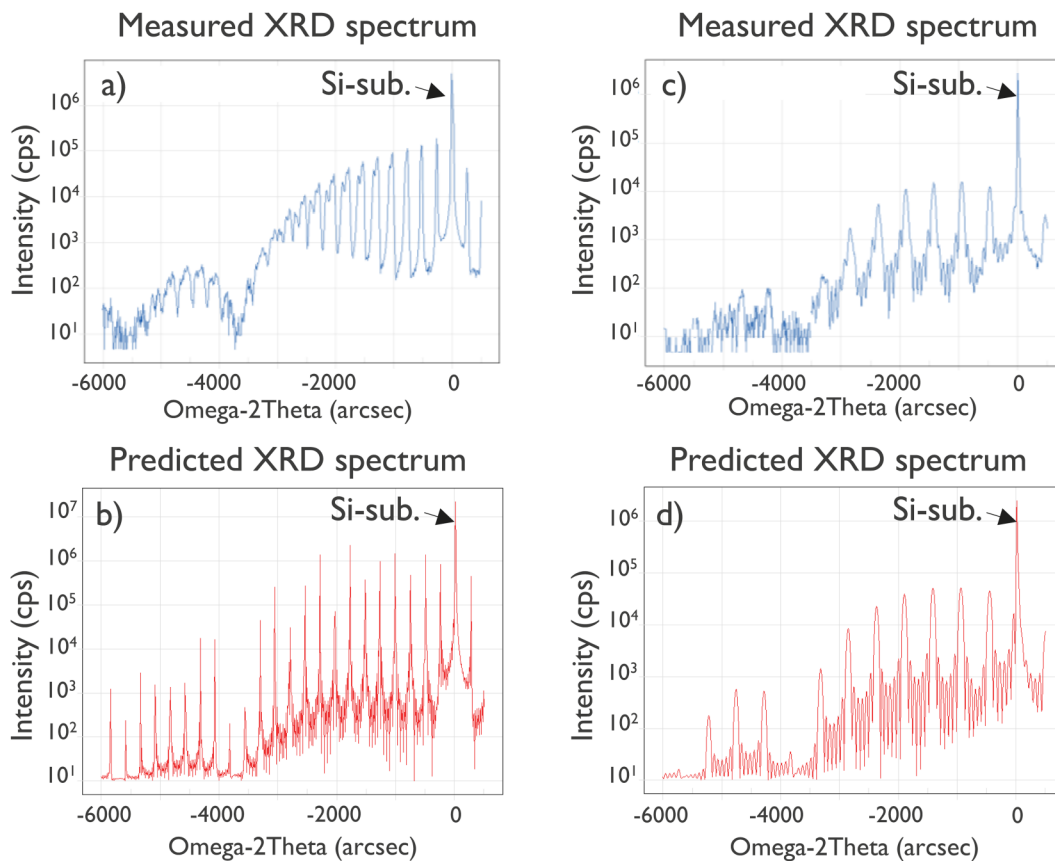 Measured XRD spectrum
a)
Si-sub.
Intensity (cps)
10⁶
10⁵
10⁴
10³
10²
10¹
-6000 -4000 -2000 0
Omega-2Theta (arcsec)
Measured XRD spectrum
c)
Si-sub.
Intensity (cps)
10⁶
10⁵
10⁴
10³
10²
10¹
-6000 -4000 -2000 0
Omega-2Theta (arcsec)
Predicted XRD spectrum
b)
Si-sub.
Intensity (cps)
10⁷
10⁶
10⁵
10⁴
10³
10²
10¹
-6000 -4000 -2000 0
Omega-2Theta (arcsec)
Predicted XRD spectrum
d)
Si-sub.
Intensity (cps)
10⁶
10⁵
10⁴
10³
10²
10¹
-6000 -4000 -2000 0
Omega-2Theta (arcsec)